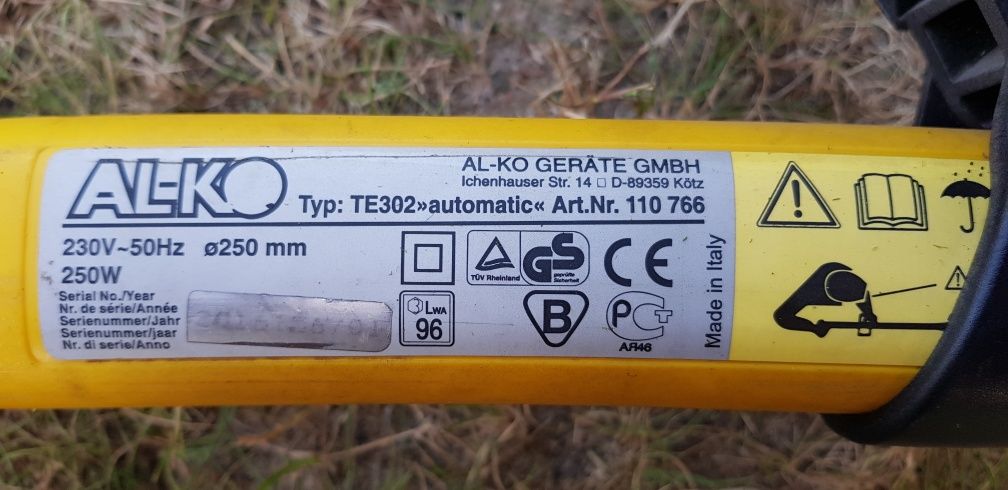 AL-KO
AL-KO GERÄTE GMBH
Ichenhauser Str. 14 □ D-89359 Kötz
Typ: TE302»automatic« Art.Nr. 110 766
230V~50Hz ø250 mm
250W
Serial No./Year
Nr. de série/Année
Serienummer/Jahr
Serienummer/jaar
Nr. di serie/Anno
TÜV Rheinland
GS
geprüfte
Sicherheit
CE
LWA
96
B
PC
АЯ46
Made in Italy